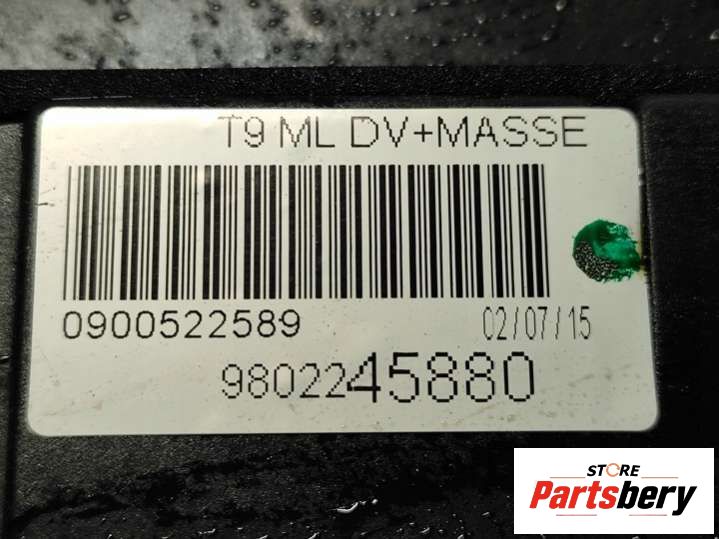 T9 ML DV+MASSE
0900522589
02/07/15
9802245880
STORE
Partsbery